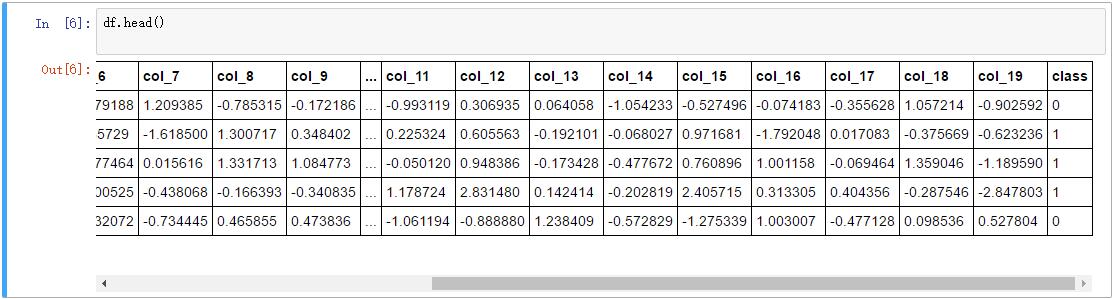 In [6]: df.head()
Out[6]:
6 col_7 col_8 col_9 ... col_11 col_12 col_13 col_14 col_15 col_16 col_17 col_18 col_19 class
79188 1.209385 -0.785315 -0.172186 ... -0.993119 0.306935 0.064058 -1.054233 -0.527496 -0.074183 -0.355628 1.057214 -0.902592 0
5729 -1.618500 1.300717 0.348402 ... 0.225324 0.605563 -0.192101 -0.068027 0.971681 -1.792048 0.017083 -0.375669 -0.623236 1
77464 0.015616 1.331713 1.084773 ... -0.050120 0.948386 -0.173428 -0.477672 0.760896 1.001158 -0.069464 1.359046 -1.189590 1
00525 -0.438068 -0.166393 -0.340835 ... 1.178724 2.831480 0.142414 -0.202819 2.405715 0.313305 0.404356 -0.287546 -2.847803 1
32072 -0.734445 0.465855 0.473836 ... -1.061194 -0.888880 1.238409 -0.572829 -1.275339 1.003007 -0.477128 0.098536 0.527804 0